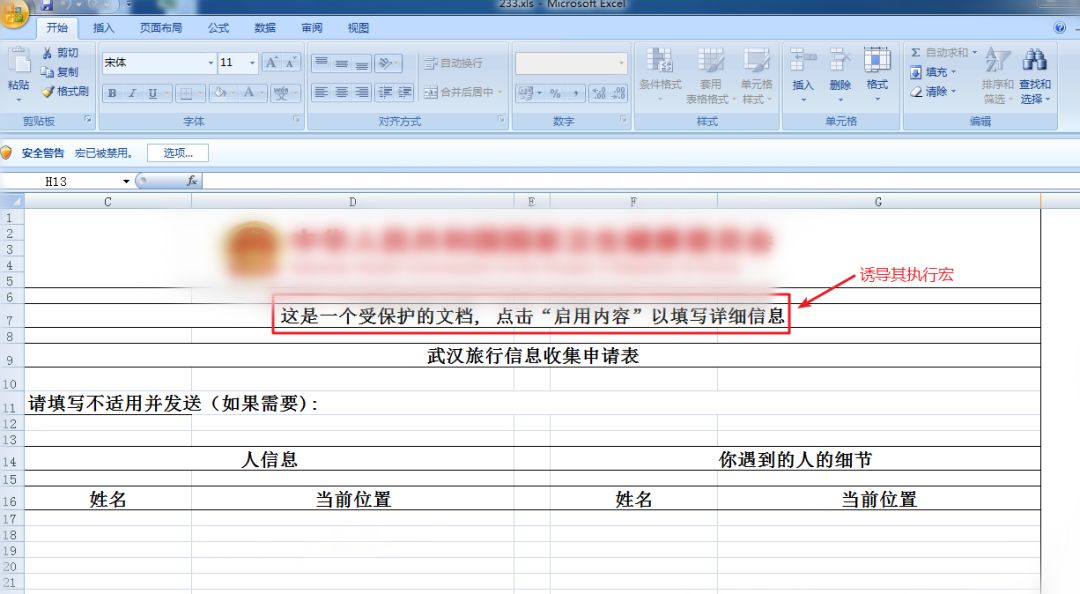 233.xls - Microsoft Excel
开始 插入 页面布局 公式 数据 审阅 视图
粘贴 剪切 复制 格式刷
宋体 11 A A
B I U A
自动换行
合并后居中
% ,
条件格式 套用表格格式 单元格样式
插入 删除 格式
Σ 自动求和 填充 清除 排序和筛选 查找和选择
剪贴板 字体 对齐方式 数字 样式 单元格 编辑
安全警告 宏已被禁用。 选项...
H13 fx
C D E F G
1
2
3
4
5
诱导其执行宏
6
7 这是一个受保护的文档, 点击“启用内容”以填写详细信息
8
9 武汉旅行信息收集申请表
10
11 请填写不适用并发送(如果需要):
12
13
14 人信息 你遇到的人的细节
15
16 姓名 当前位置 姓名 当前位置
17
18
19
20
21